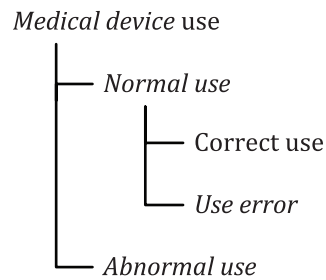 Medical device use
Normal use
Correct use
Use error
Abnormal use